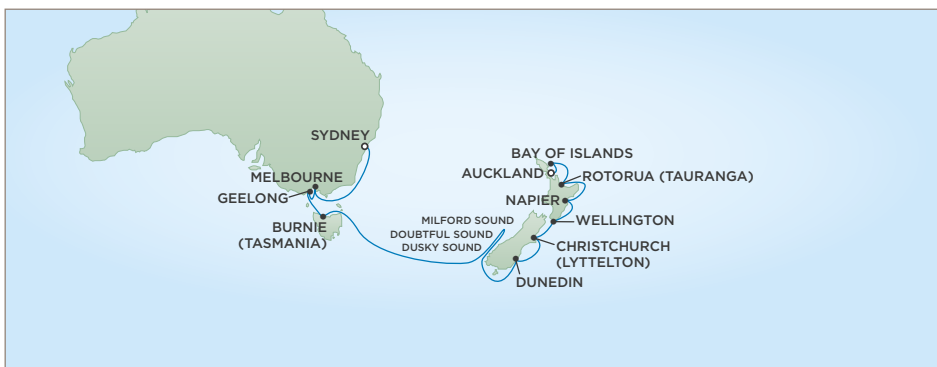 SYDNEY
MELBOURNE
GEELONG
BURNIE
(TASMANIA)
MILFORD SOUND
DOUBTFUL SOUND
DUSKY SOUND
BAY OF ISLANDS
AUCKLAND
ROTORUA (TAURANGA)
NAPIER
WELLINGTON
CHRISTCHURCH
(LYTTELTON)
DUNEDIN